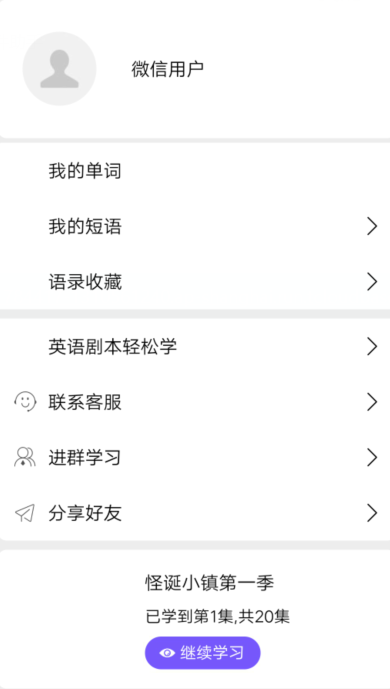 微信用户
我的单词
我的短语
语录收藏
英语剧本轻松学
联系客服
进群学习
分享好友
怪诞小镇第一季
已学到第1集,共20集
继续学习